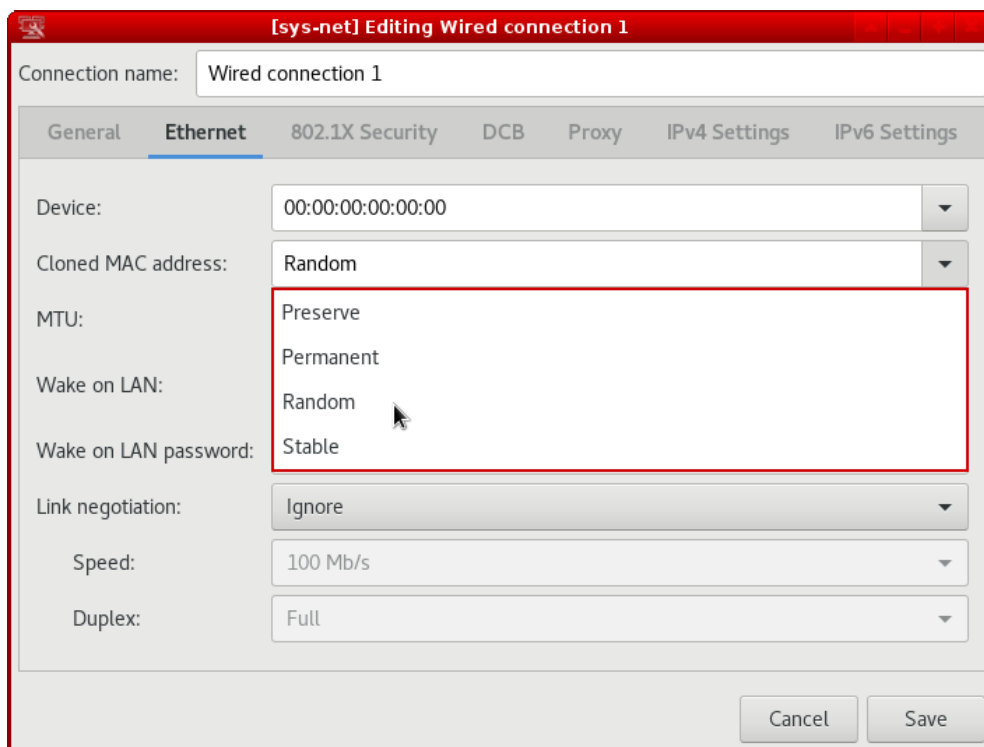 [sys-net] Editing Wired connection 1
Connection name: Wired connection 1
General Ethernet 802.1X Security DCB Proxy IPv4 Settings IPv6 Settings
Device: 00:00:00:00:00:00
Cloned MAC address: Random
MTU: Preserve
Permanent
Wake on LAN: Random
Wake on LAN password: Stable
Link negotiation: Ignore
Speed: 100 Mb/s
Duplex: Full
Cancel Save